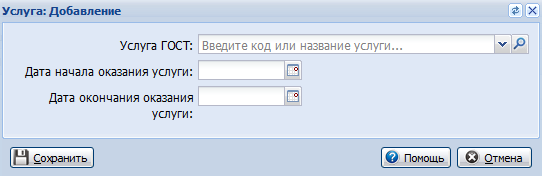 Услуга: Добавление
Услуга ГОСТ: Введите код или название услуги...
Дата начала оказания услуги:
Дата окончания оказания
услуги:
Сохранить Помощь Отмена